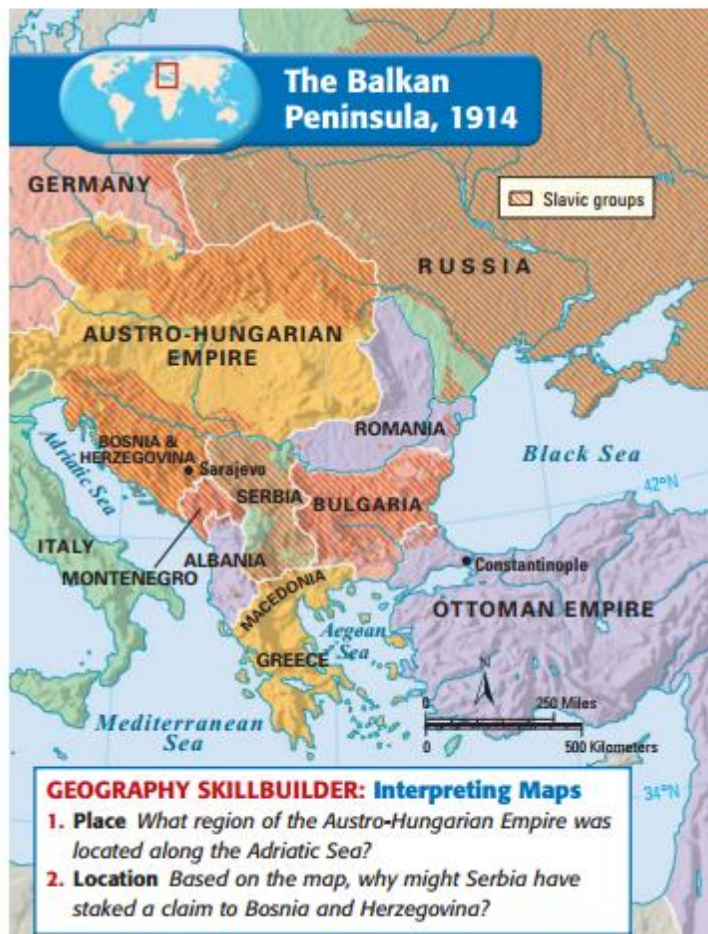 The Balkan
Peninsula, 1914
GERMANY
Slavic groups
RUSSIA
AUSTRO-HUNGARIAN
EMPIRE
ROMANIA
BOSNIA &
HERZEGOVINA
Sarajevo
Adriatic Sea
Black Sea
SERBIA
BULGARIA
42°N
ITALY
MONTENEGRO
ALBANIA
Constantinople
MACEDONIA
OTTOMAN EMPIRE
Aegean
Sea
GREECE
N
Mediterranean
Sea
0 250 Miles
0 500 Kilometers
34°N
GEOGRAPHY SKILLBUILDER: Interpreting Maps
1. Place What region of the Austro-Hungarian Empire was
located along the Adriatic Sea?
2. Location Based on the map, why might Serbia have
staked a claim to Bosnia and Herzegovina?